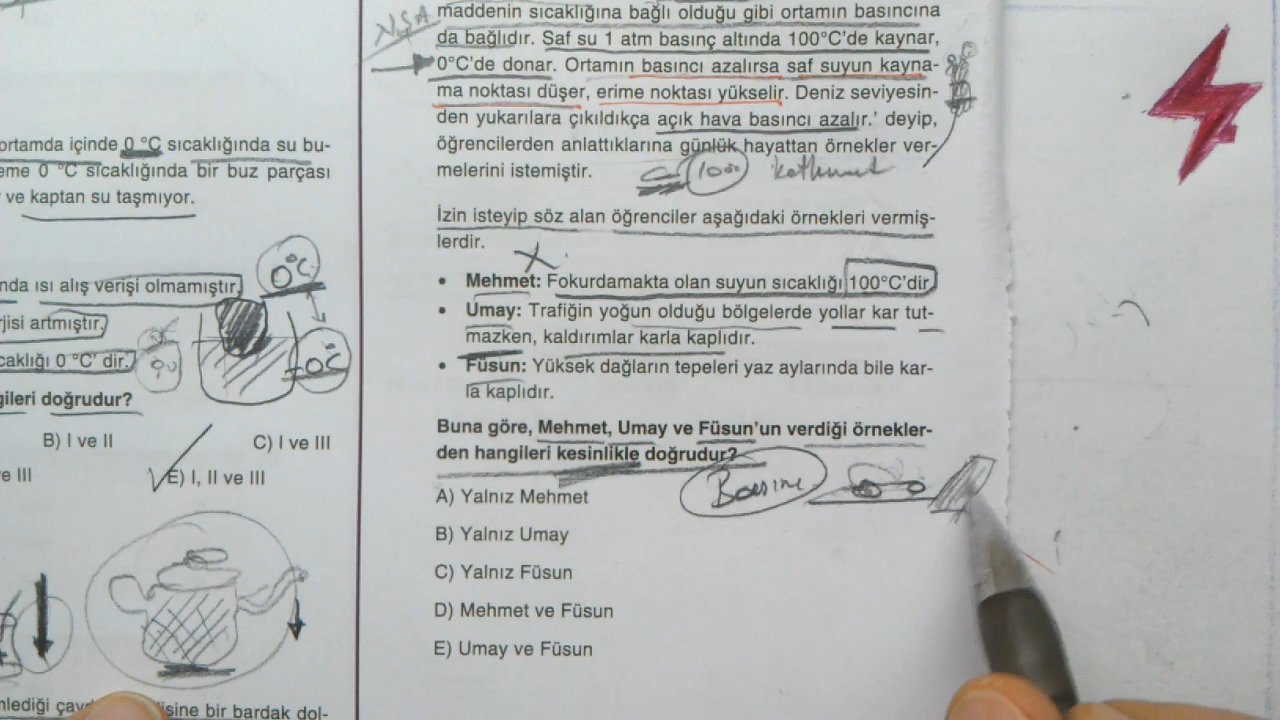 ortamda içinde 0 °C sıcaklığında su bu-
eme 0 °C sıcaklığında bir buz parçası
ve kaptan su taşmıyor.
0°C
nda ısı alış verişi olmamıştır.
rjisi artmıştır.
caklığı 0 °C' dir.
0°C
gileri doğrudur?
B) I ve II
C) I ve III
e III
E) I, II ve III
nlediği çayd
isine bir bardak dol-
NŞA
maddenin sıcaklığına bağlı olduğu gibi ortamın basıncına
da bağlıdır. Saf su 1 atm basınç altında 100°C'de kaynar,
0°C'de donar. Ortamın basıncı azalırsa saf suyun kayna-
ma noktası düşer, erime noktası yükselir. Deniz seviyesin-
den yukarılara çıkıldıkça açık hava basıncı azalır.' deyip,
öğrencilerden anlattıklarına günlük hayattan örnekler ver-
melerini istemiştir.
İzin isteyip söz alan öğrenciler aşağıdaki örnekleri vermiş-
lerdir.
• Mehmet: Fokurdamakta olan suyun sıcaklığı 100°C'dir.
• Umay: Trafiğin yoğun olduğu bölgelerde yollar kar tut-
mazken, kaldırımlar karla kaplıdır.
• Füsun: Yüksek dağların tepeleri yaz aylarında bile kar-
la kaplıdır.
Buna göre, Mehmet, Umay ve Füsun'un verdiği örnekler-
den hangileri kesinlikle doğrudur?
Basınç
A) Yalnız Mehmet
B) Yalnız Umay
C) Yalnız Füsun
D) Mehmet ve Füsun
E) Umay ve Füsun